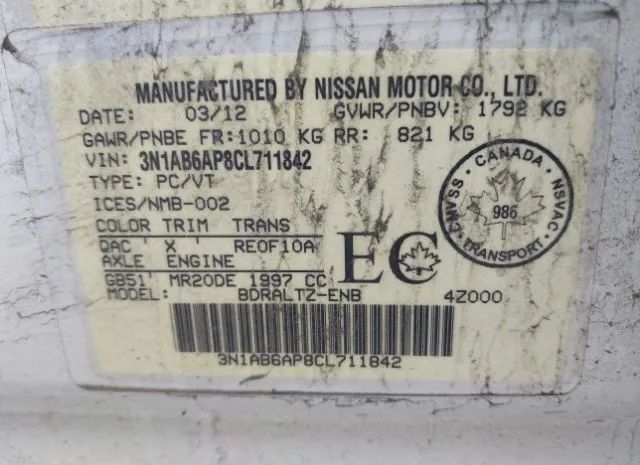 MANUFACTURED BY NISSAN MOTOR CO., LTD.
DATE: 03/12 GVWR/PNBV: 1792 KG
GAWR/PNBE FR:1010 KG RR: 821 KG
VIN: 3N1AB6AP8CL711842
TYPE: PC/VT
ICES/NMB-002
COLOR TRIM TRANS
QAC ' X ' RE0F10A
AXLE ENGINE
GB51' MR20DE 1997 CC
MODEL: BDRALTZ-ENB 4Z000
EC
CANADA
CMVSS NSVAC
986
TRANSPORT
3N1AB6AP8CL711842